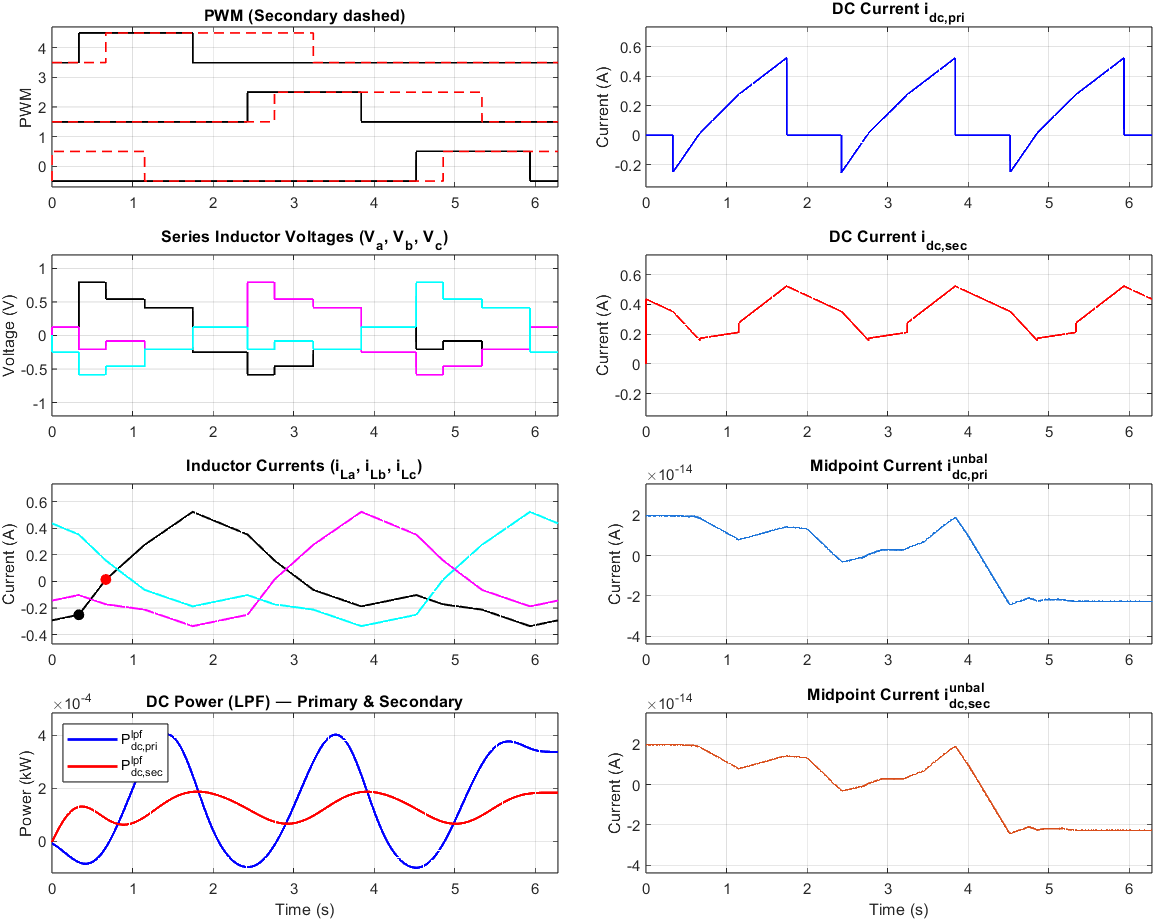 PWM (Secondary dashed)
PWM
4
3
2
1
0
0 1 2 3 4 5 6
DC Current i_dc,pri
Current (A)
0.6
0.4
0.2
0
-0.2
0 1 2 3 4 5 6
Series Inductor Voltages (V_a, V_b, V_c)
Voltage (V)
1
0.5
0
-0.5
-1
0 1 2 3 4 5 6
DC Current i_dc,sec
Current (A)
0.6
0.4
0.2
0
-0.2
0 1 2 3 4 5 6
Inductor Currents (i_La, i_Lb, i_Lc)
Current (A)
0.6
0.4
0.2
0
-0.2
-0.4
0 1 2 3 4 5 6
Midpoint Current i_dc,pri^unbal
×10^-14
Current (A)
2
0
-2
-4
0 1 2 3 4 5 6
DC Power (LPF) — Primary & Secondary
×10^-4
Power (kW)
4
2
0
P_dc,pri^lpf
P_dc,sec^lpf
0 1 2 3 4 5 6
Time (s)
Midpoint Current i_dc,sec^unbal
×10^-14
Current (A)
2
0
-2
-4
0 1 2 3 4 5 6
Time (s)